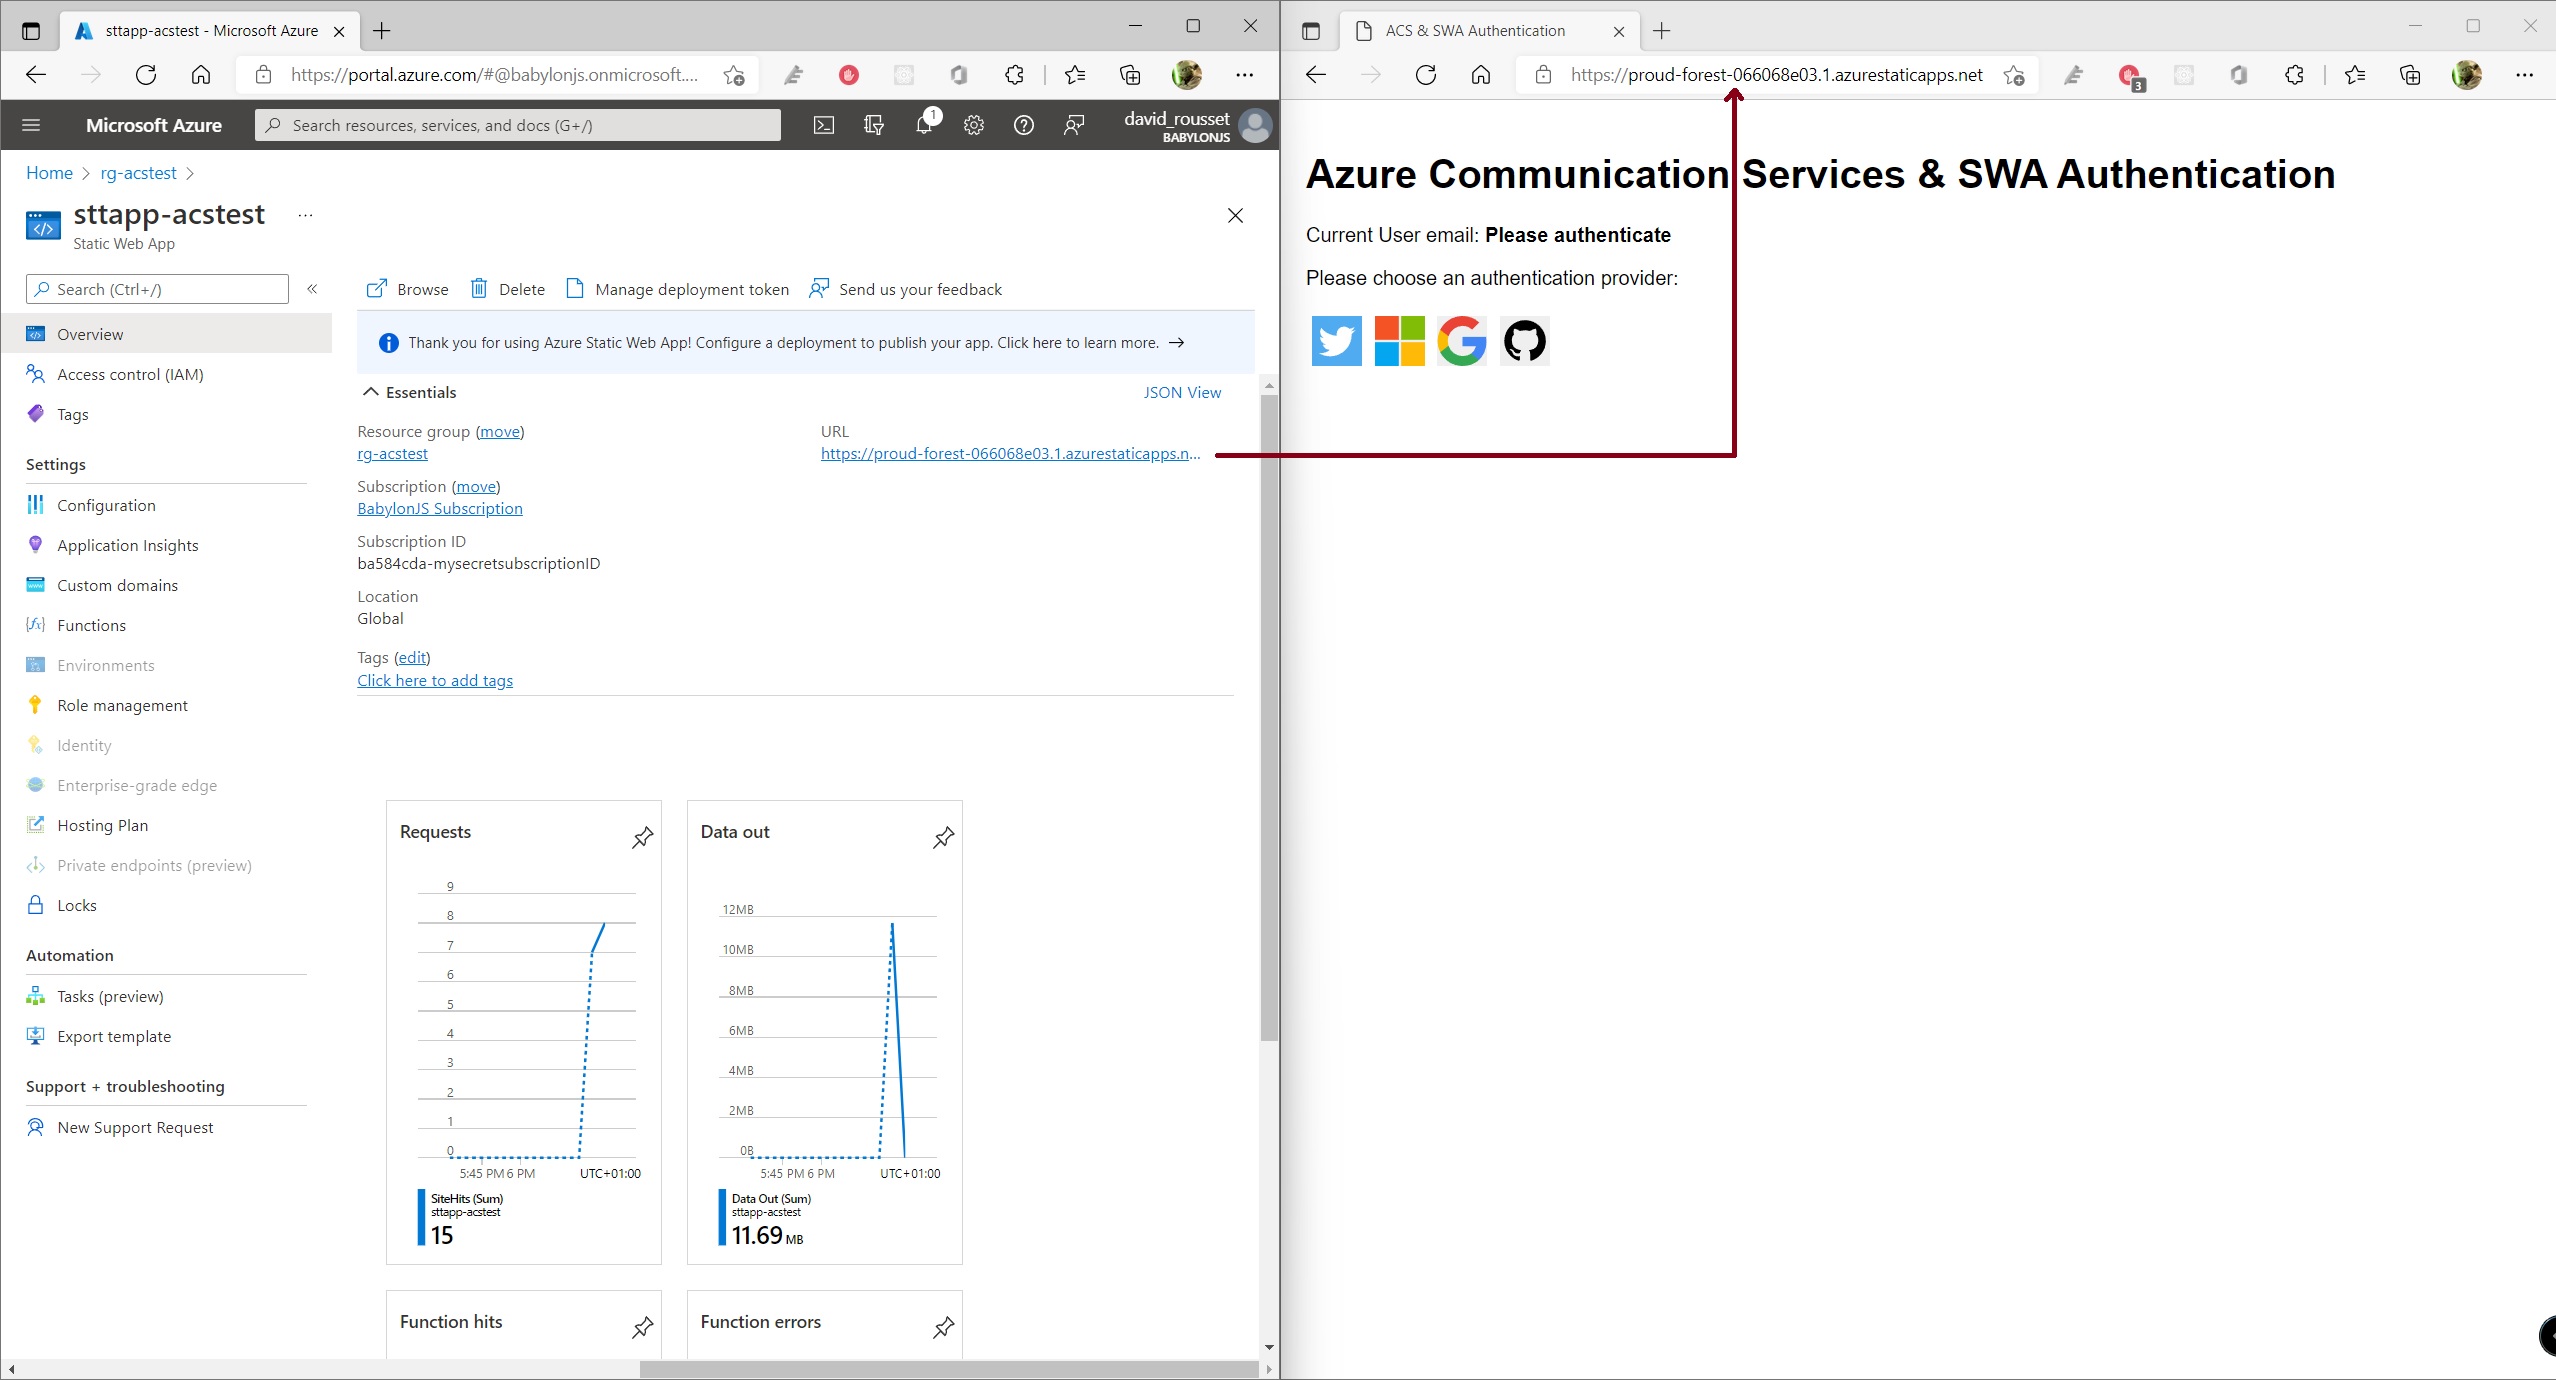 sttapp-acstest - Microsoft Azure
https://portal.azure.com/#@babylonjs.onmicrosoft....
Microsoft Azure
Search resources, services, and docs (G+/)
1
david_rousset
BABYLONJS
Home > rg-acstest >
sttapp-acstest ...
Static Web App
Search (Ctrl+/)
«
Overview
Access control (IAM)
Tags
Settings
Configuration
Application Insights
Custom domains
Functions
Environments
Role management
Identity
Enterprise-grade edge
Hosting Plan
Private endpoints (preview)
Locks
Automation
Tasks (preview)
Export template
Support + troubleshooting
New Support Request
Browse Delete Manage deployment token Send us your feedback
Thank you for using Azure Static Web App! Configure a deployment to publish your app. Click here to learn more. →
Essentials JSON View
Resource group (move)
rg-acstest
Subscription (move)
BabylonJS Subscription
Subscription ID
ba584cda-mysecretsubscriptionID
Location
Global
Tags (edit)
Click here to add tags
URL
https://proud-forest-066068e03.1.azurestaticapps.n...
Requests
9
8
7
6
5
4
3
2
1
0
5:45 PM 6 PM UTC+01:00
SiteHits (Sum)
sttapp-acstest
15
Data out
12MB
10MB
8MB
6MB
4MB
2MB
0B
5:45 PM 6 PM UTC+01:00
Data Out (Sum)
sttapp-acstest
11.69 MB
Function hits
Function errors
ACS & SWA Authentication
https://proud-forest-066068e03.1.azurestaticapps.net
3
Azure Communication Services & SWA Authentication
Current User email: Please authenticate
Please choose an authentication provider: